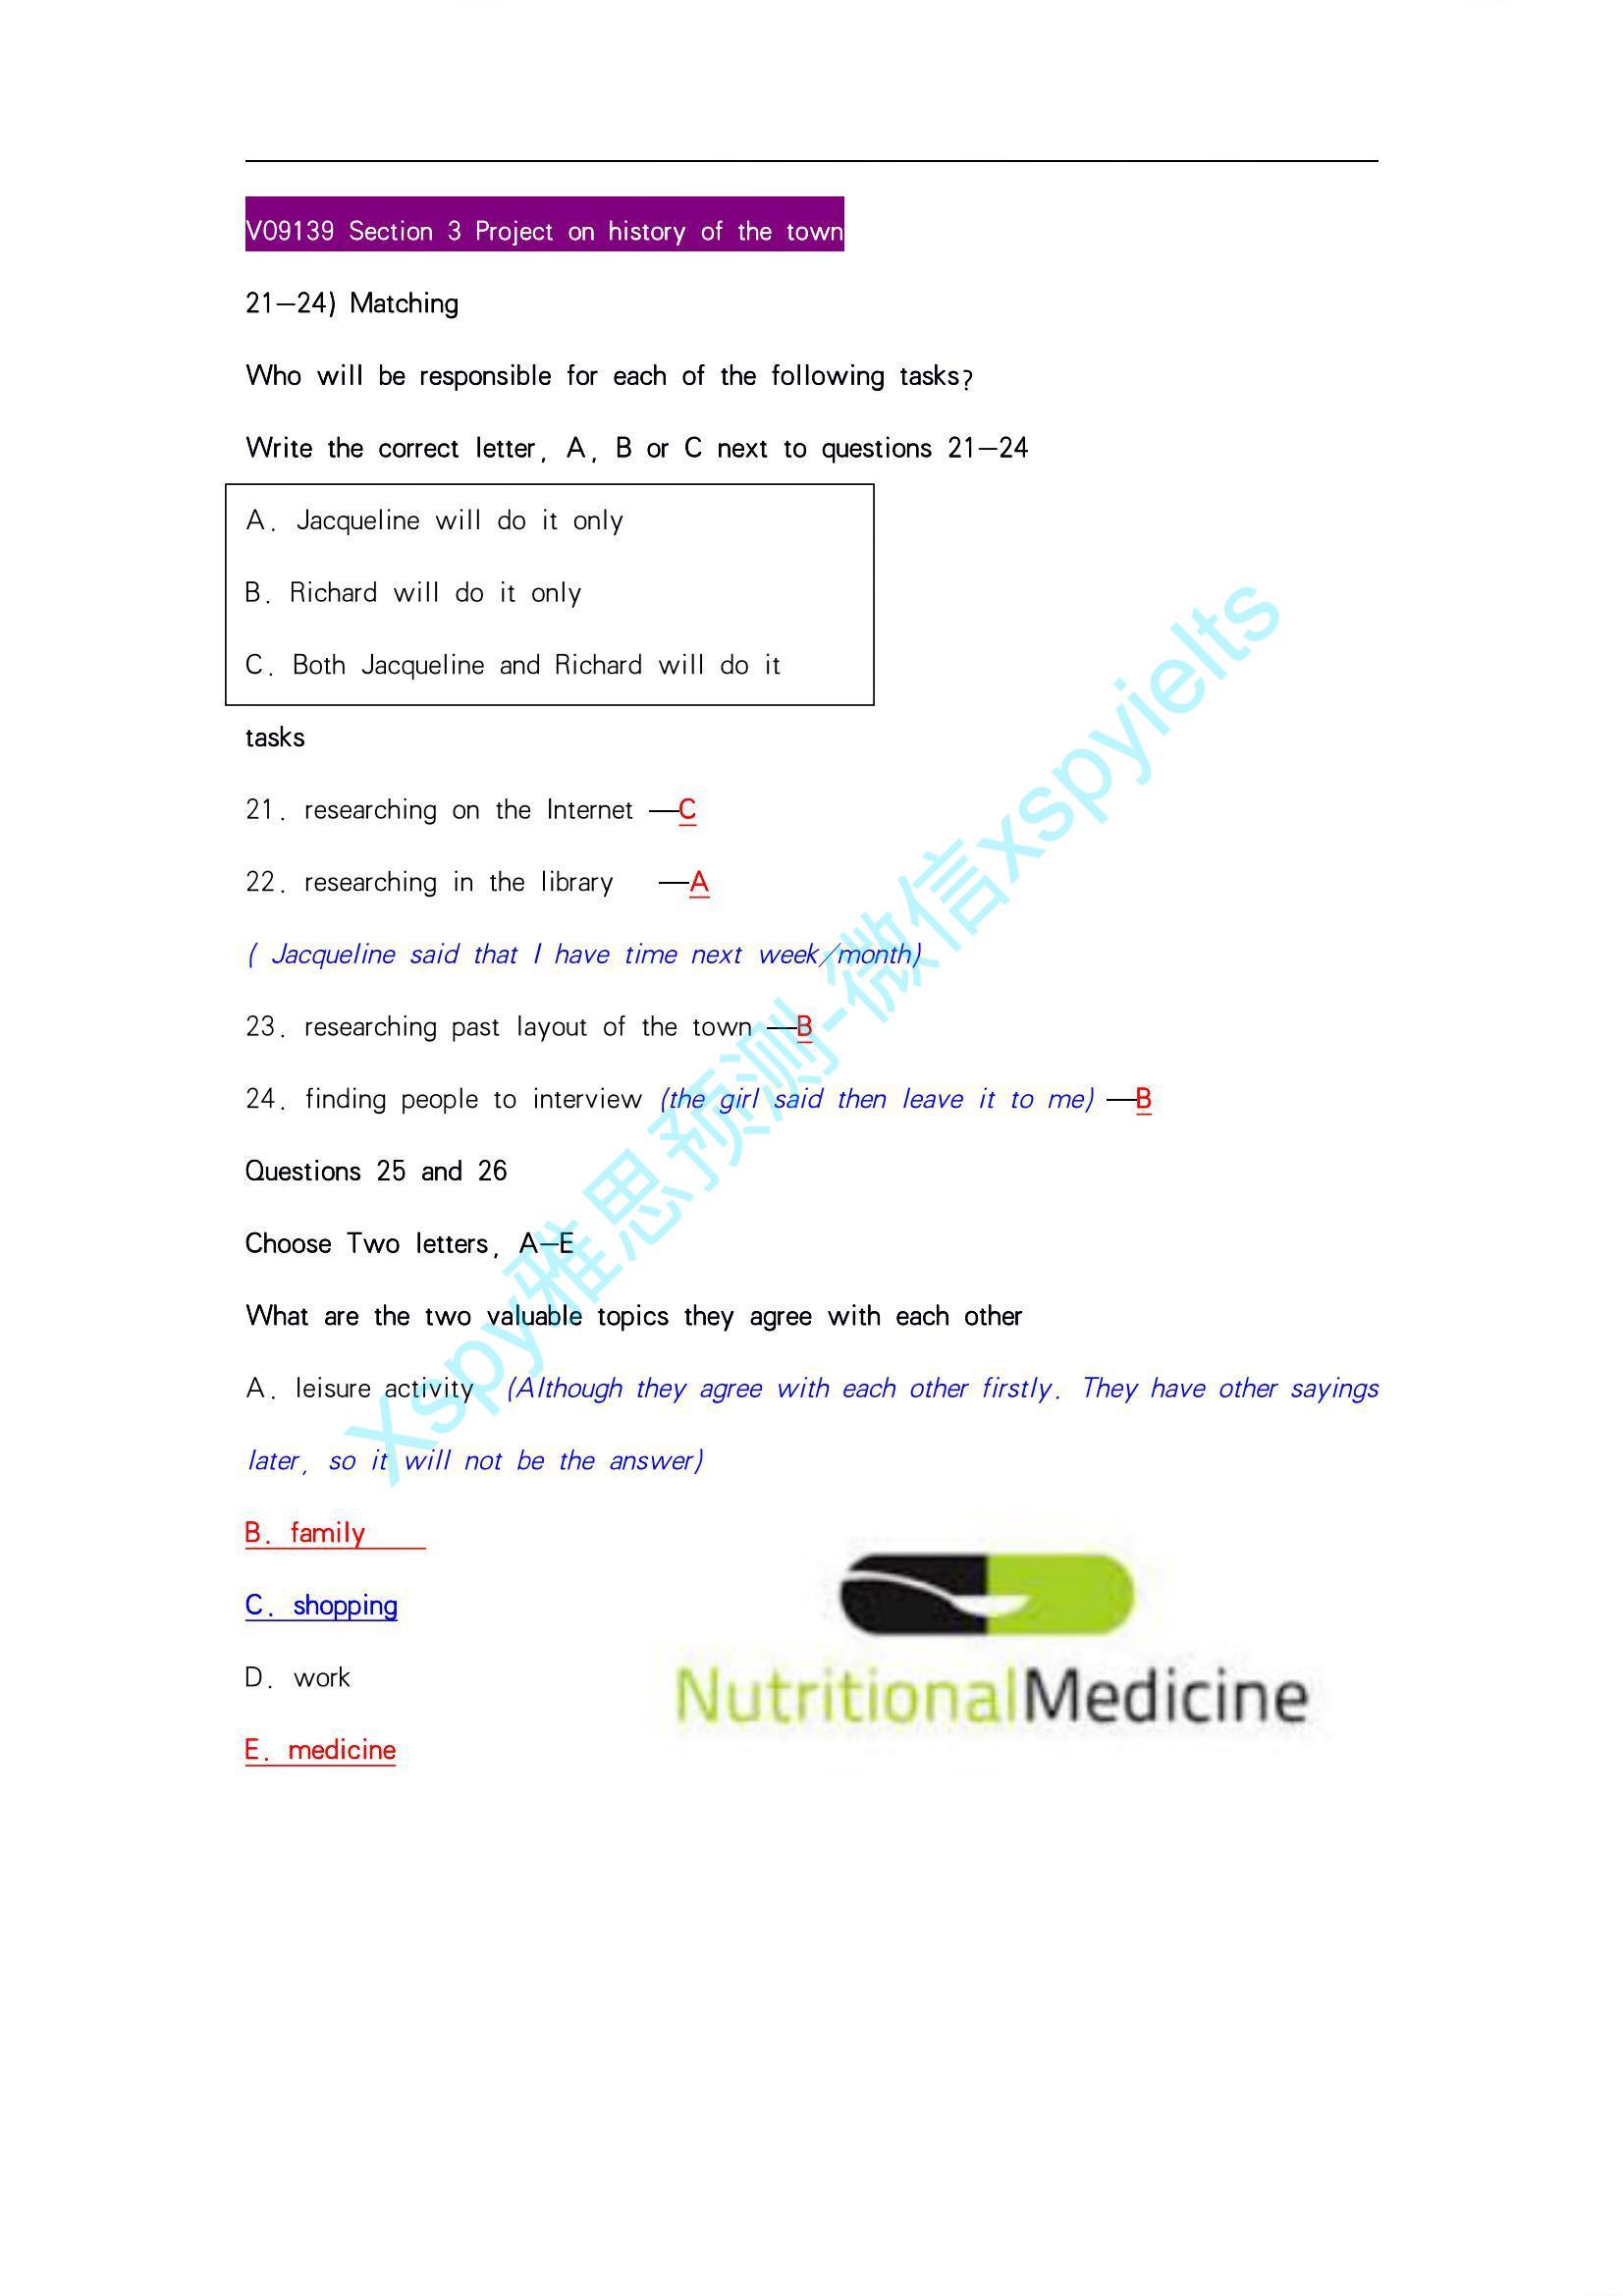 V09139 Section 3 Project on history of the town
21—24) Matching
Who will be responsible for each of the following tasks?
Write the correct letter, A, B or C next to questions 21—24
A. Jacqueline will do it only
B. Richard will do it only
C. Both Jacqueline and Richard will do it
tasks
21. researching on the Internet —C
22. researching in the library —A
( Jacqueline said that I have time next week/month)
23. researching past layout of the town —B
24. finding people to interview (the girl said then leave it to me) —B
Questions 25 and 26
Choose Two letters, A—E
What are the two valuable topics they agree with each other
A. leisure activity (Although they agree with each other firstly. They have other sayings
later, so it will not be the answer)
B. family
C. shopping
D. work
E. medicine
NutritionalMedicine
Xspy雅思预测-微信xspyielts